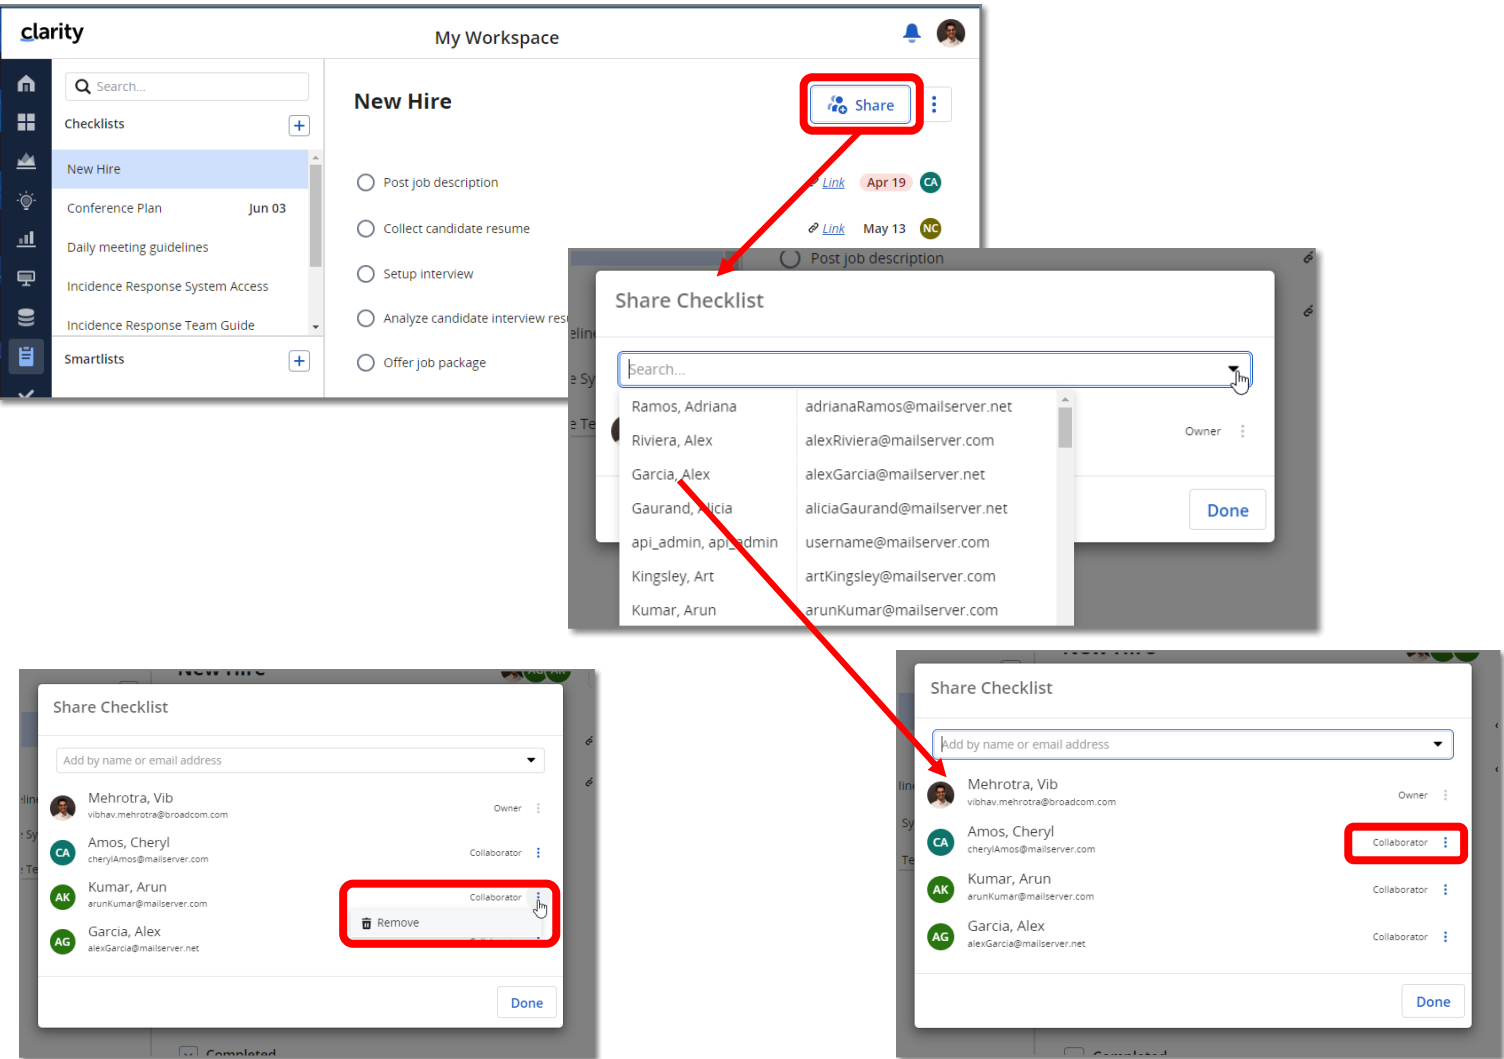 clarity
My Workspace
Search...
Checklists
New Hire
Conference Plan Jun 03
Daily meeting guidelines
Incidence Response System Access
Incidence Response Team Guide
Smartlists
New Hire
Share
Post job description Link Apr 19 CA
Collect candidate resume Link May 13 NC
Setup interview
Analyze candidate interview
Offer job package
Post job description
Share Checklist
Search...
Ramos, Adriana adrianaRamos@mailserver.net
Riviera, Alex alexRiviera@mailserver.com
Garcia, Alex alexGarcia@mailserver.net
Gaurand, Alicia aliciaGaurand@mailserver.net
api_admin, api_admin username@mailserver.com
Kingsley, Art artKingsley@mailserver.com
Kumar, Arun arunKumar@mailserver.com
Owner
Done
New Hire
Share Checklist
Add by name or email address
Mehrotra, Vib
vibhav.mehrotra@broadcom.com
Owner
CA
Amos, Cheryl
cherylAmos@mailserver.com
Collaborator
AK
Kumar, Arun
arunKumar@mailserver.com
Collaborator
Remove
AG
Garcia, Alex
alexGarcia@mailserver.net
Done
Completed
New Hire
Share Checklist
Add by name or email address
Mehrotra, Vib
vibhav.mehrotra@broadcom.com
Owner
CA
Amos, Cheryl
cherylAmos@mailserver.com
Collaborator
AK
Kumar, Arun
arunKumar@mailserver.com
Collaborator
AG
Garcia, Alex
alexGarcia@mailserver.net
Collaborator
Done
Completed